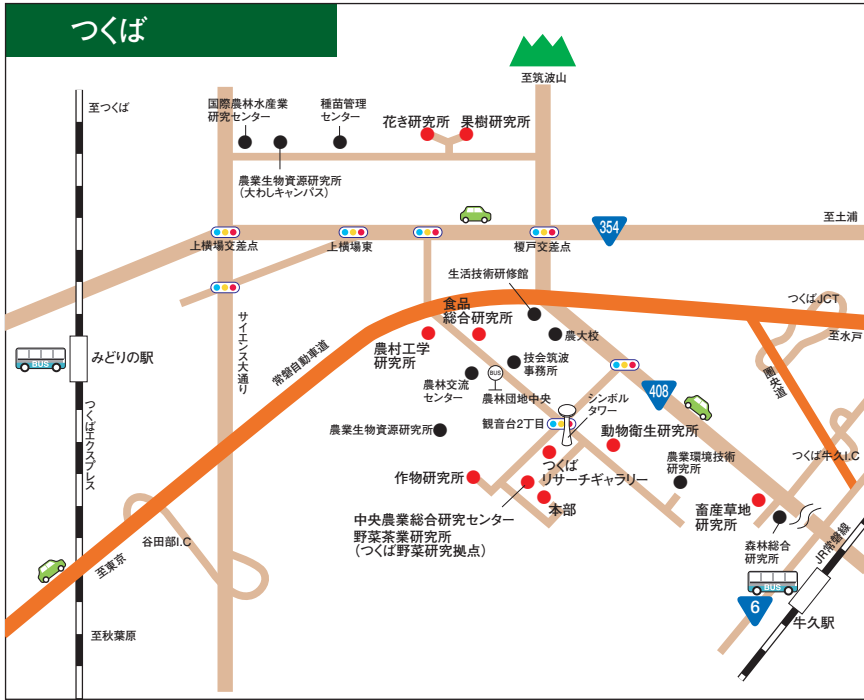 つくば
至筑波山
至つくば
国際農林水産業
研究センター
種苗管理
センター
花き研究所
果樹研究所
農業生物資源研究所
(大わしキャンパス)
至土浦
354
上横場交差点
上横場東
榎戸交差点
生活技術研修館
つくばJCT
食品
総合研究所
農大校
至水戸
農村工学
研究所
技会筑波
事務所
サイエンス大通り
常磐自動車道
圏央道
BUS
みどりの駅
農林交流
センター
BUS
農林団地中央
シンボル
タワー
408
つくばエクスプレス
農業生物資源研究所
観音台2丁目
動物衛生研究所
農業環境技術
研究所
つくば牛久I.C
つくば
リサーチギャラリー
作物研究所
本部
中央農業総合研究センター
野菜茶業研究所
(つくば野菜研究拠点)
畜産草地
研究所
森林総合
研究所
谷田部I.C
至東京
JR常磐線
BUS
6
牛久駅
至秋葉原